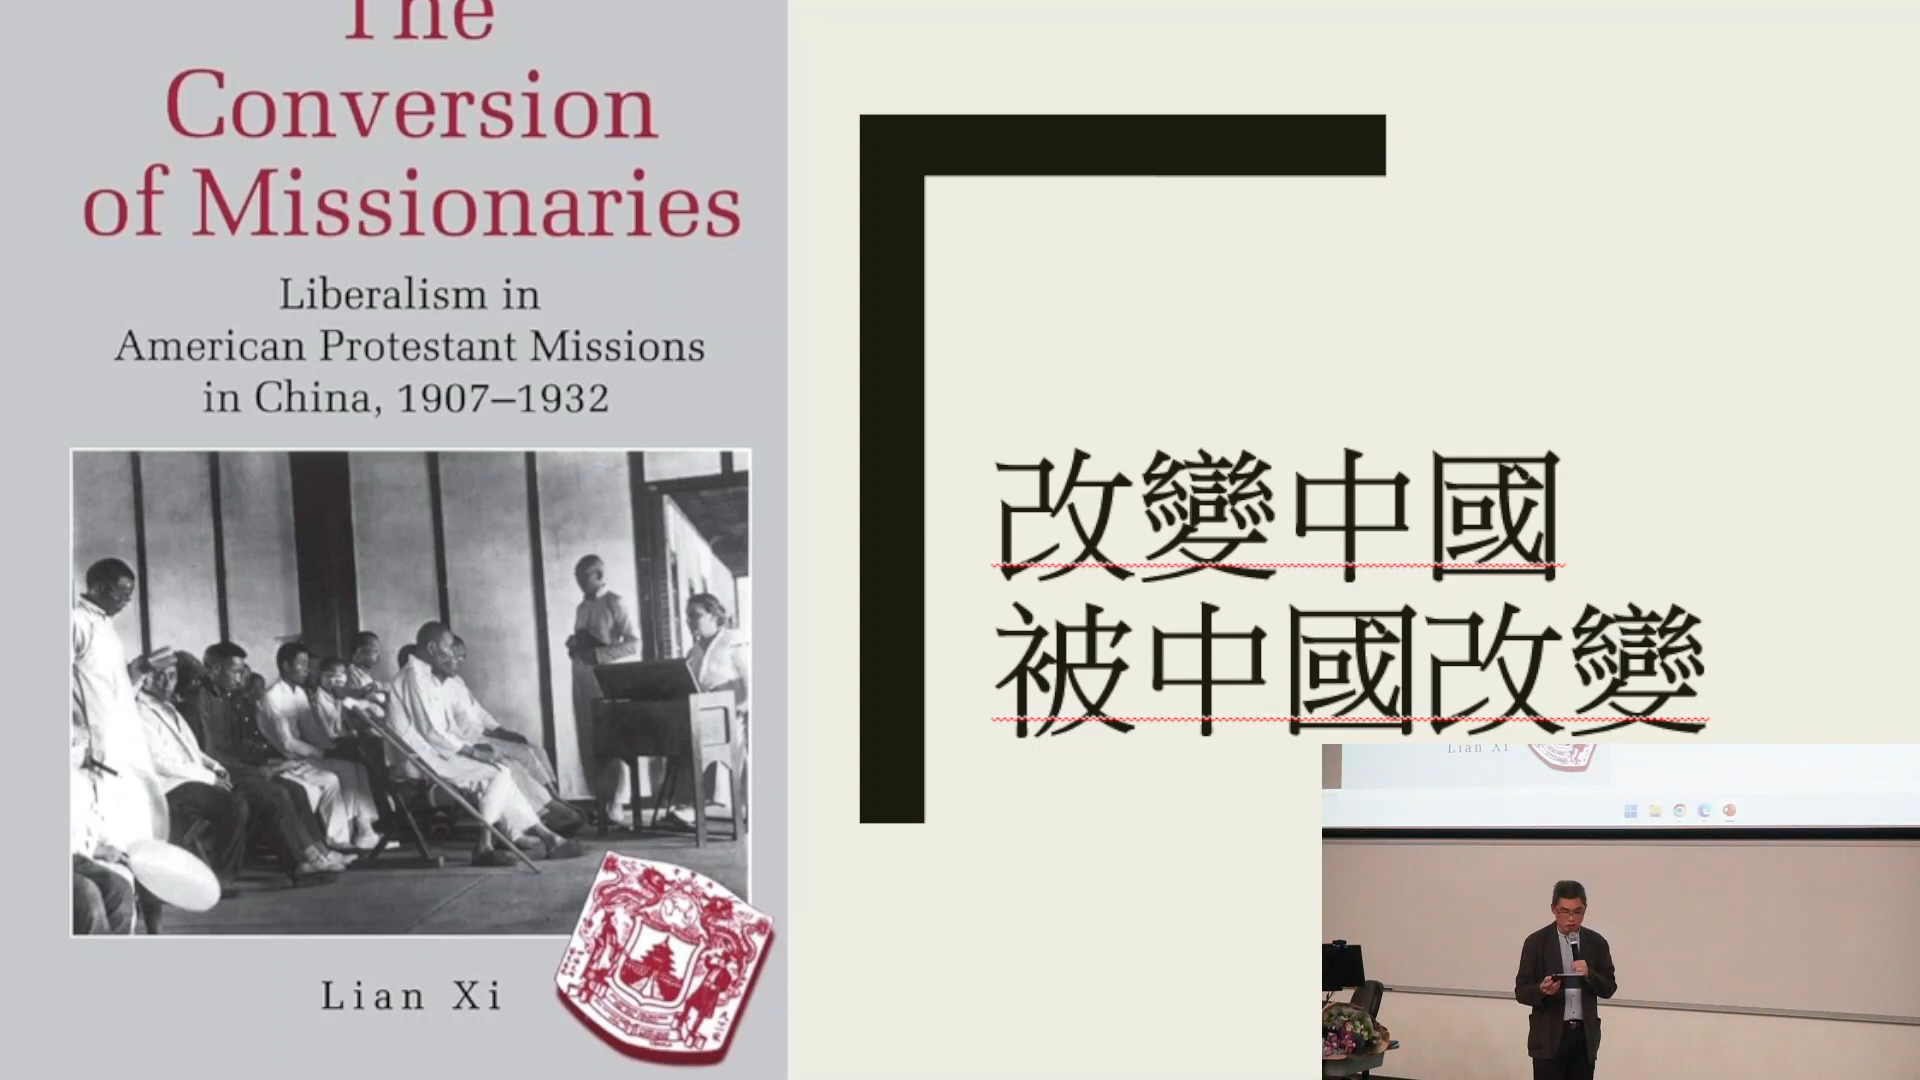 The
Conversion
of Missionaries
Liberalism in
American Protestant Missions
in China, 1907–1932
Lian Xi
改變中國
被中國改變
Lian Xi